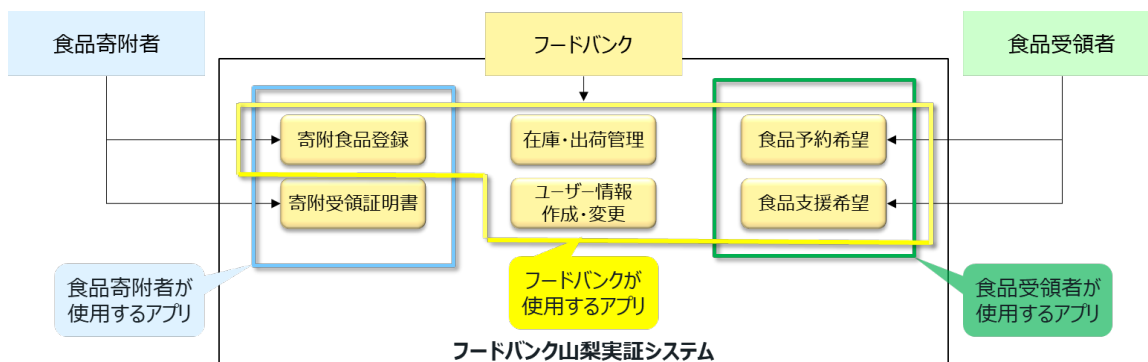 食品寄附者
フードバンク
食品受領者
寄附食品登録
在庫・出荷管理
食品予約希望
寄附受領証明書
ユーザー情報
作成・変更
食品支援希望
食品寄附者が
使用するアプリ
フードバンクが
使用するアプリ
食品受領者が
使用するアプリ
フードバンク山梨実証システム